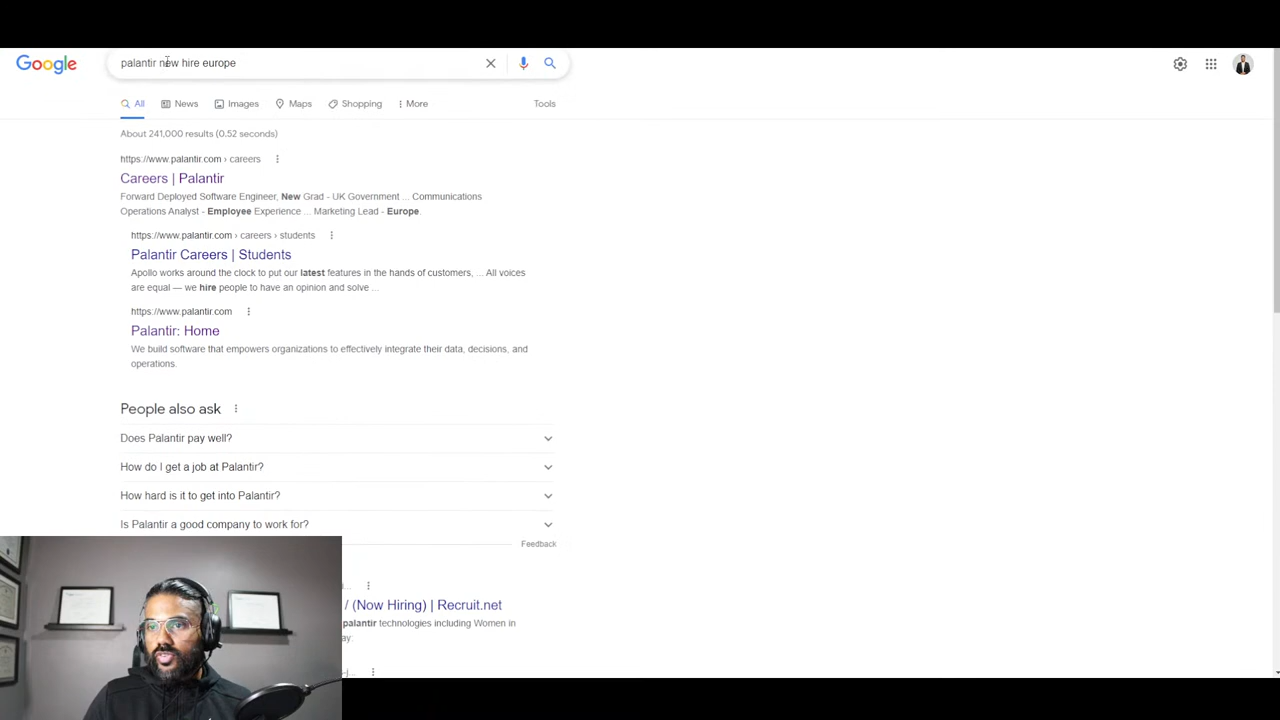 Google
palantir new hire europe
All News Images Maps Shopping More Tools
About 241,000 results (0.52 seconds)
https://www.palantir.com › careers
Careers | Palantir
Forward Deployed Software Engineer, New Grad - UK Government ... Communications
Operations Analyst - Employee Experience ... Marketing Lead - Europe.
https://www.palantir.com › careers › students
Palantir Careers | Students
Apollo works around the clock to put our latest features in the hands of customers, ... All voices
are equal — we hire people to have an opinion and solve ...
https://www.palantir.com
Palantir: Home
We build software that empowers organizations to effectively integrate their data, decisions, and
operations.
People also ask
Does Palantir pay well?
How do I get a job at Palantir?
How hard is it to get into Palantir?
Is Palantir a good company to work for?
Feedback
/ (Now Hiring) | Recruit.net
palantir technologies including Women in